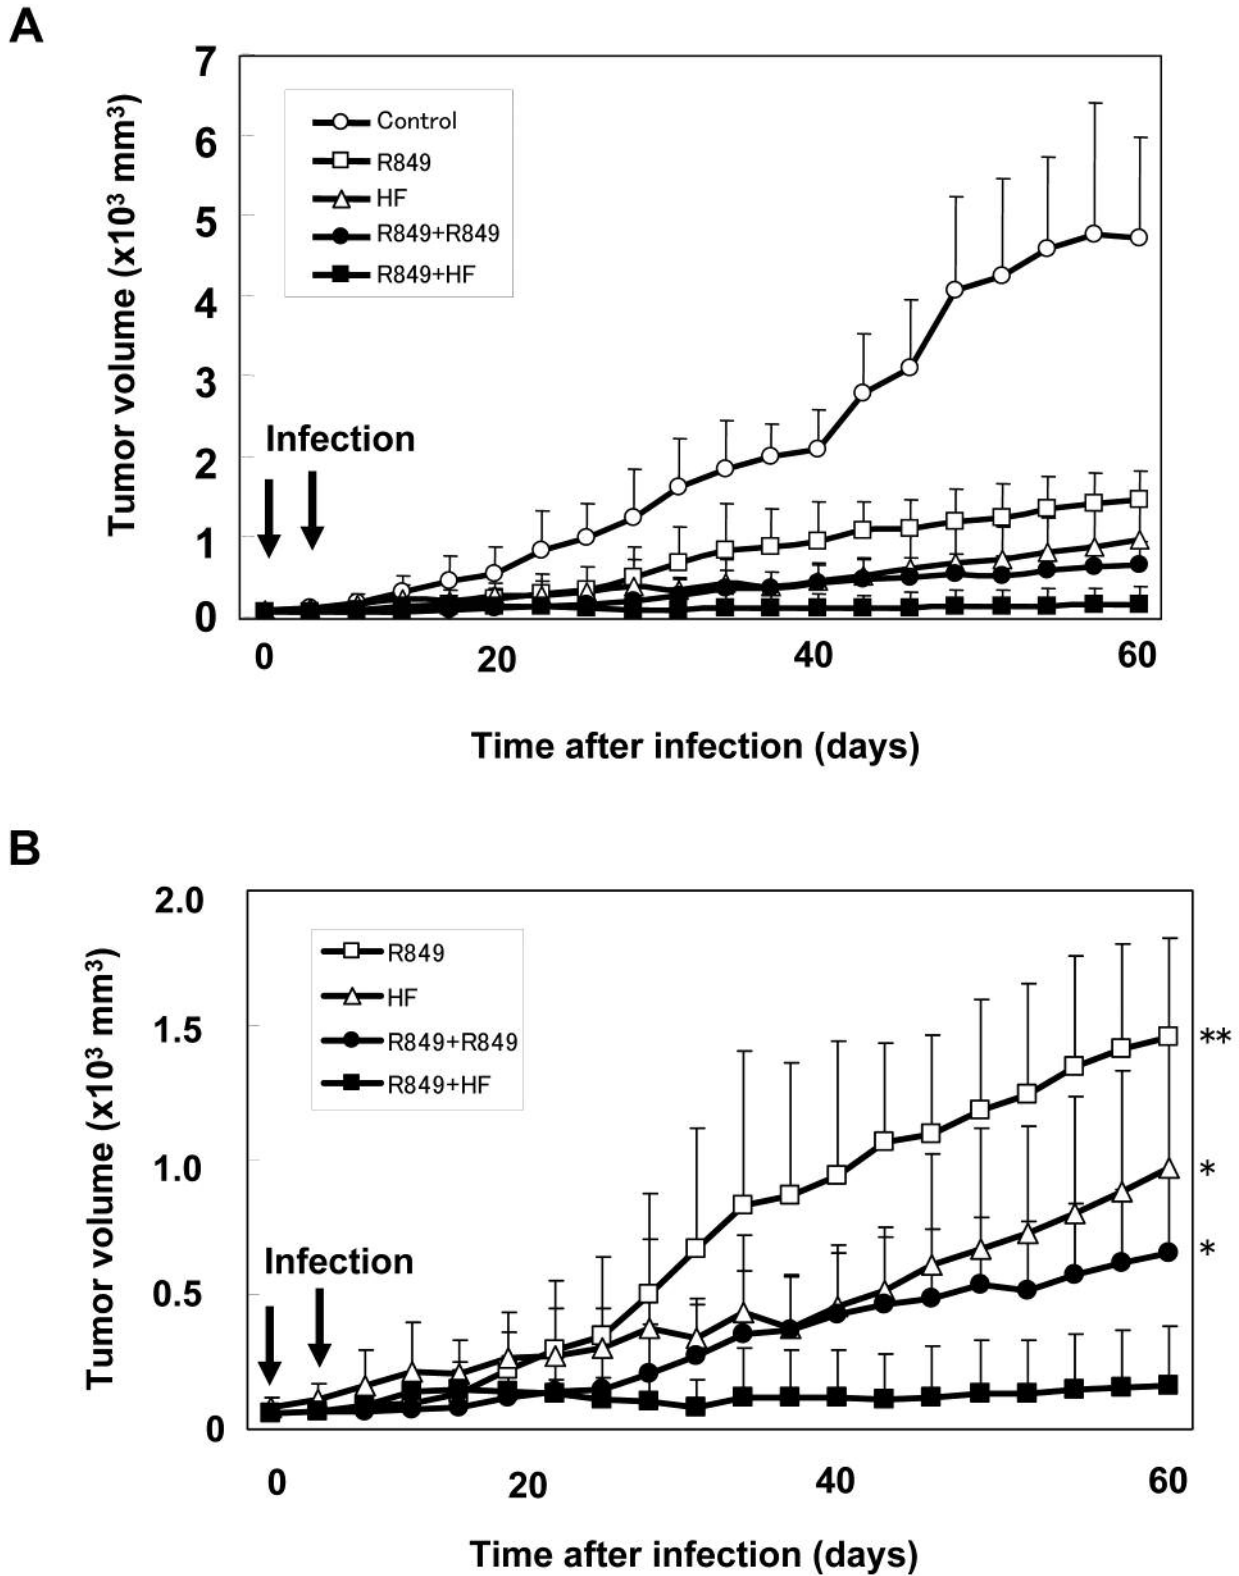 A
Tumor volume (x10³ mm³)
7
6
5
4
3
2
1
0
Control
R849
HF
R849+R849
R849+HF
Infection
0 20 40 60
Time after infection (days)
B
Tumor volume (x10³ mm³)
2.0
1.5
1.0
0.5
0
R849
HF
R849+R849
R849+HF
Infection
**
*
*
0 20 40 60
Time after infection (days)